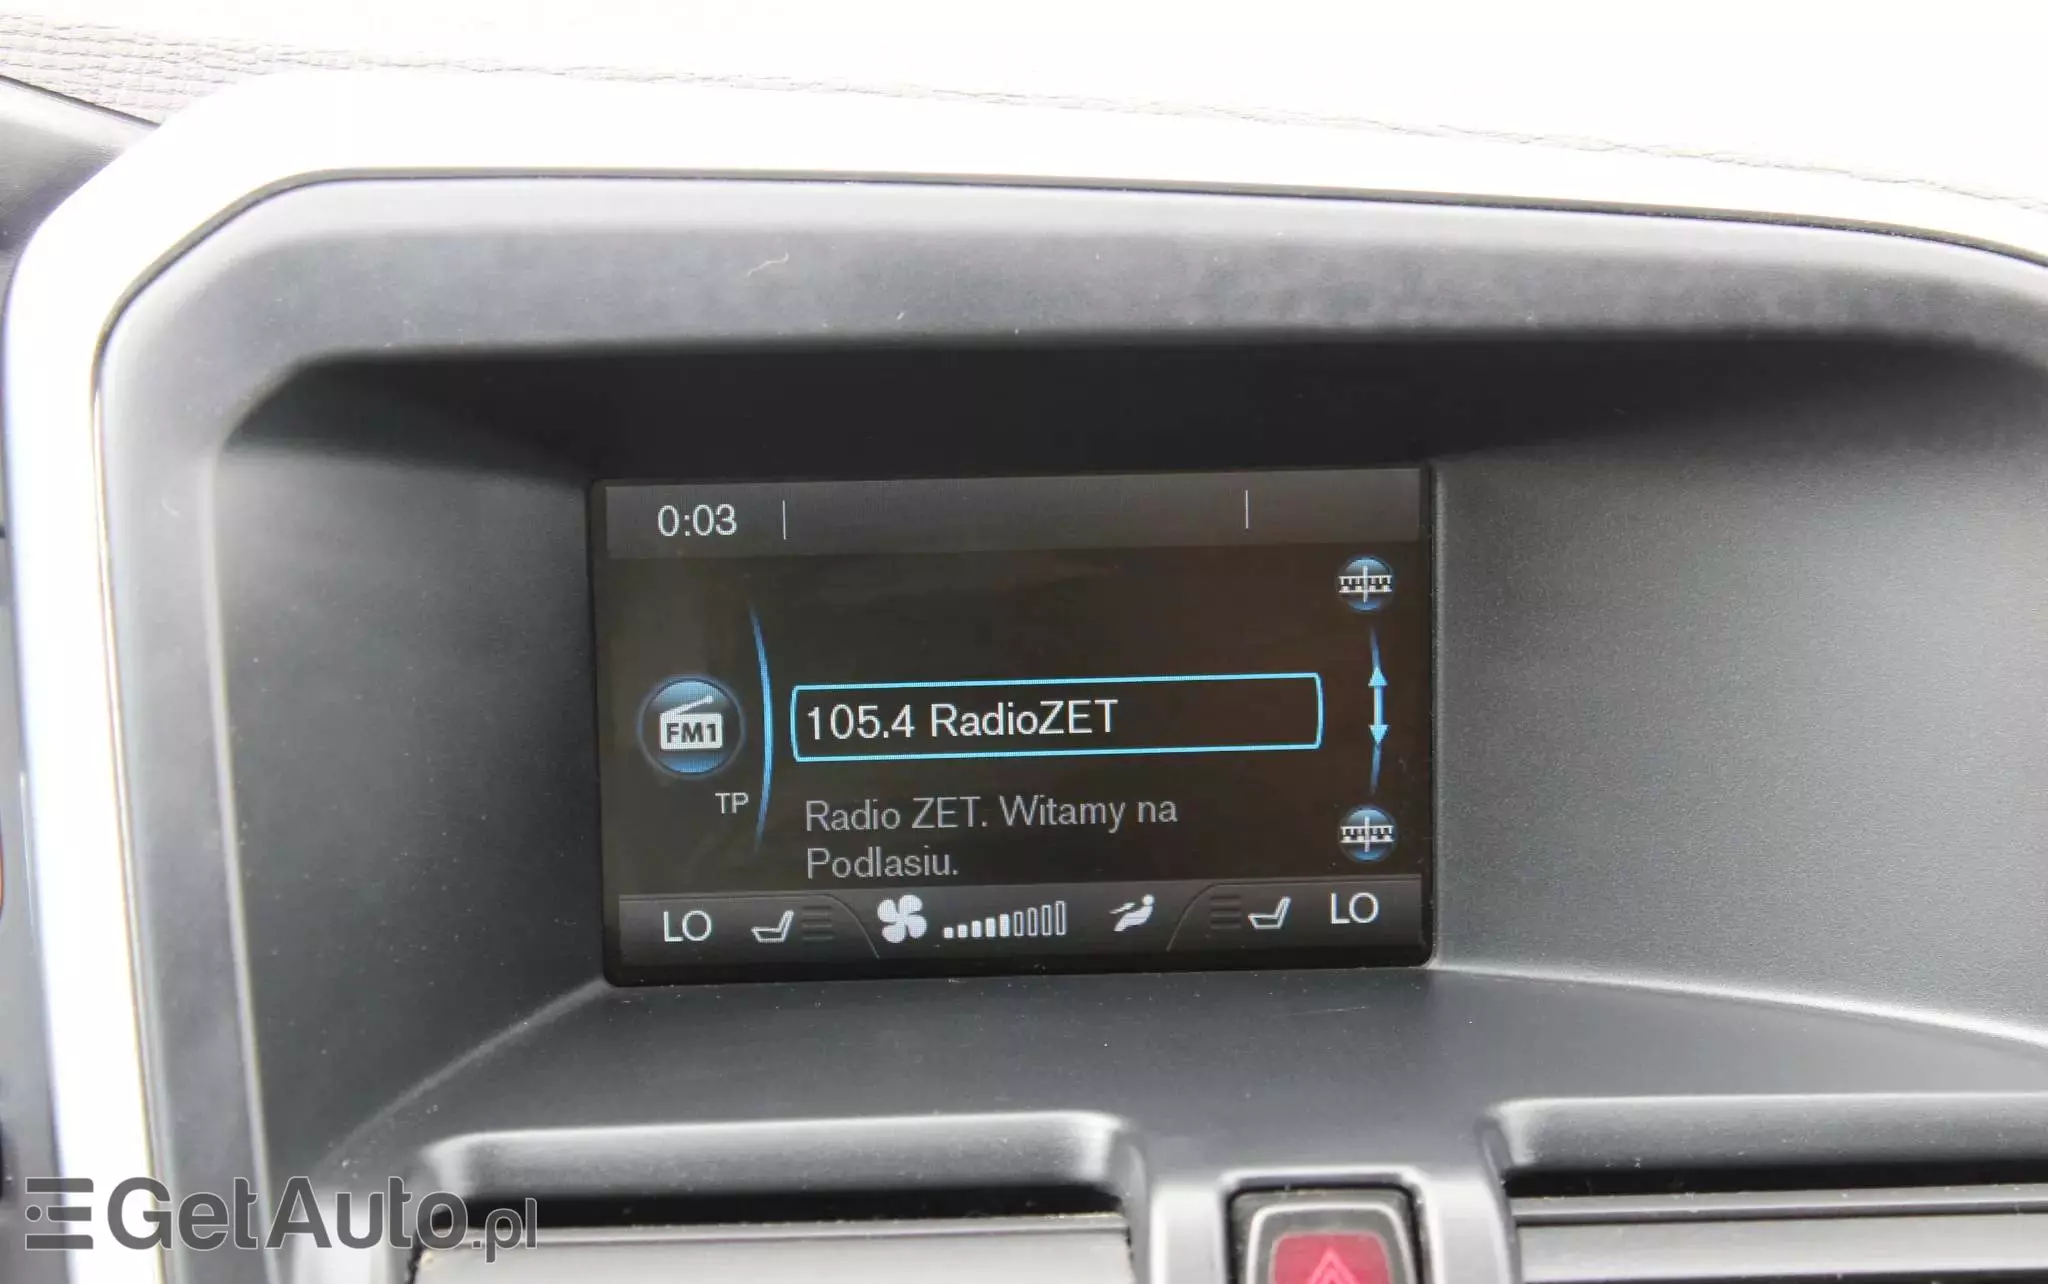 0:03
FM1
105.4 RadioZET
TP
Radio ZET. Witamy na
Podlasiu.
LO
LO
GetAuto.pl